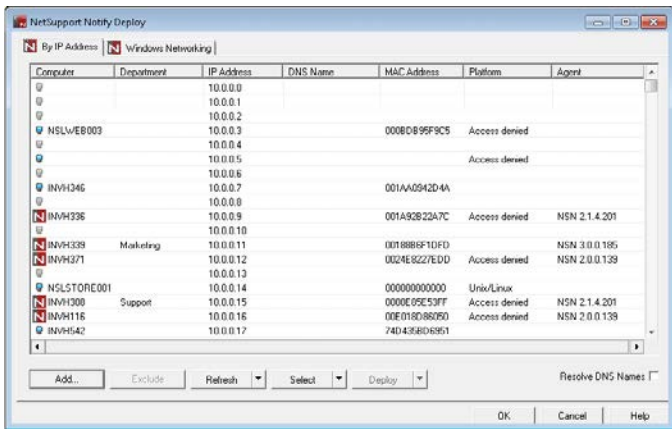 NetSupport Notify Deploy
By IP Address Windows Networking
Computer Department IP Address DNS Name MAC Address Platform Agent
10.0.0.0
10.0.0.1
10.0.0.2
NSLWEB003 10.0.0.3 000BDB95F9C5 Access denied
10.0.0.4
10.0.0.5 Access denied
10.0.0.6
INVH346 10.0.0.7 001AA0942D4A
10.0.0.8
INVH336 10.0.0.9 001A92B22A7C Access denied NSN 2.1.4.201
10.0.0.10
INVH339 Marketing 10.0.0.11 00188B6F1DFD NSN 3.0.0.185
INVH371 10.0.0.12 0024E8227EDD Access denied NSN 2.0.0.139
10.0.0.13
NSLSTORE001 10.0.0.14 000000000000 Unix/Linux
INVH308 Support 10.0.0.15 0000E05E53FF Access denied NSN 2.1.4.201
INVH116 10.0.0.16 00E018D86050 Access denied NSN 2.0.0.139
INVH542 10.0.0.17 74D435BD6951
Add... Exclude Refresh Select Deploy Resolve DNS Names
OK Cancel Help